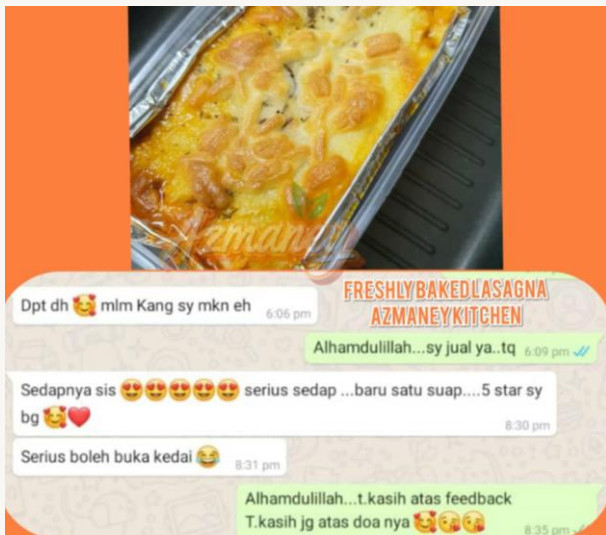 Azmaney
FRESHLY BAKED LASAGNA
AZMANEY KITCHEN
Dpt dh 🥰 mlm Kang sy mkn eh 6:06 pm
Alhamdulillah...sy jual ya..tq 6:09 pm
Sedapnya sis 😍😍😍😍😍 serius sedap ...baru satu suap....5 star sy
bg 🥰❤️
8:30 pm
Serius boleh buka kedai 😂 8:31 pm
Alhamdulillah...t.kasih atas feedback
T.kasih jg atas doa nya 🥰😘😘 8:35 pm